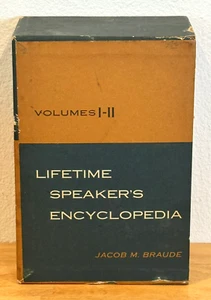 VOLUMES I-II
LIFETIME
SPEAKER'S
ENCYCLOPEDIA
JACOB M. BRAUDE